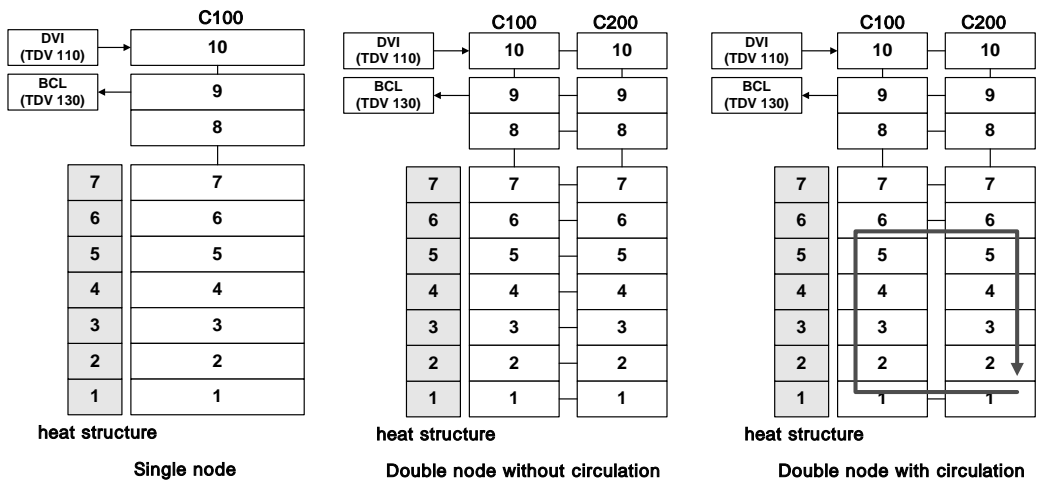 C100
DVI
(TDV 110)
10
BCL
(TDV 130)
9
8
7 7
6 6
5 5
4 4
3 3
2 2
1 1
heat structure
Single node
C100 C200
DVI
(TDV 110)
10 10
BCL
(TDV 130)
9 9
8 8
7 7 7
6 6 6
5 5 5
4 4 4
3 3 3
2 2 2
1 1 1
heat structure
Double node without circulation
C100 C200
DVI
(TDV 110)
10 10
BCL
(TDV 130)
9 9
8 8
7 7 7
6 6 6
5 5 5
4 4 4
3 3 3
2 2 2
1 1 1
heat structure
Double node with circulation